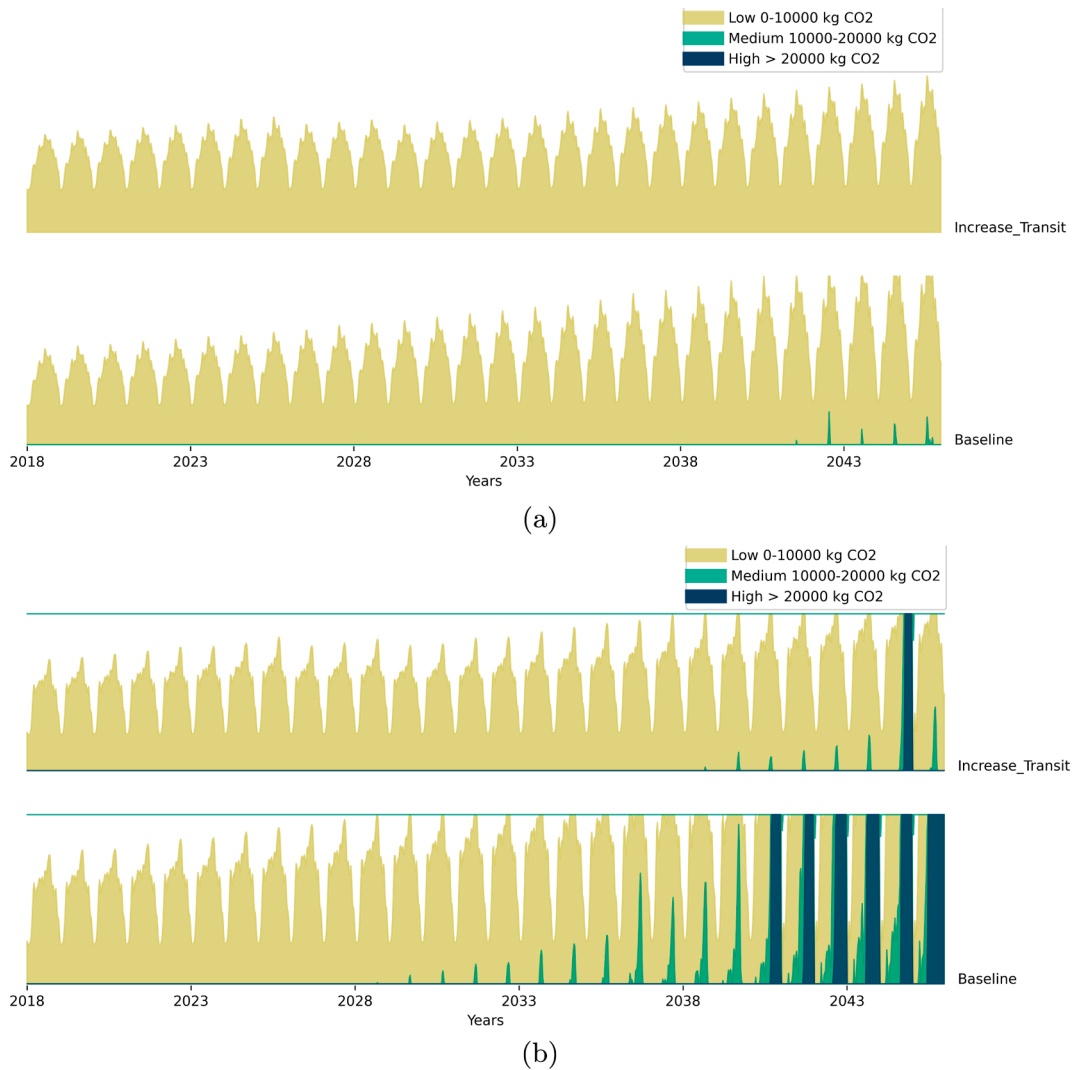 Low 0-10000 kg CO2
Medium 10000-20000 kg CO2
High > 20000 kg CO2
Increase_Transit
Baseline
2018 2023 2028 2033 2038 2043
Years
(a)
Low 0-10000 kg CO2
Medium 10000-20000 kg CO2
High > 20000 kg CO2
Increase_Transit
Baseline
2018 2023 2028 2033 2038 2043
Years
(b)